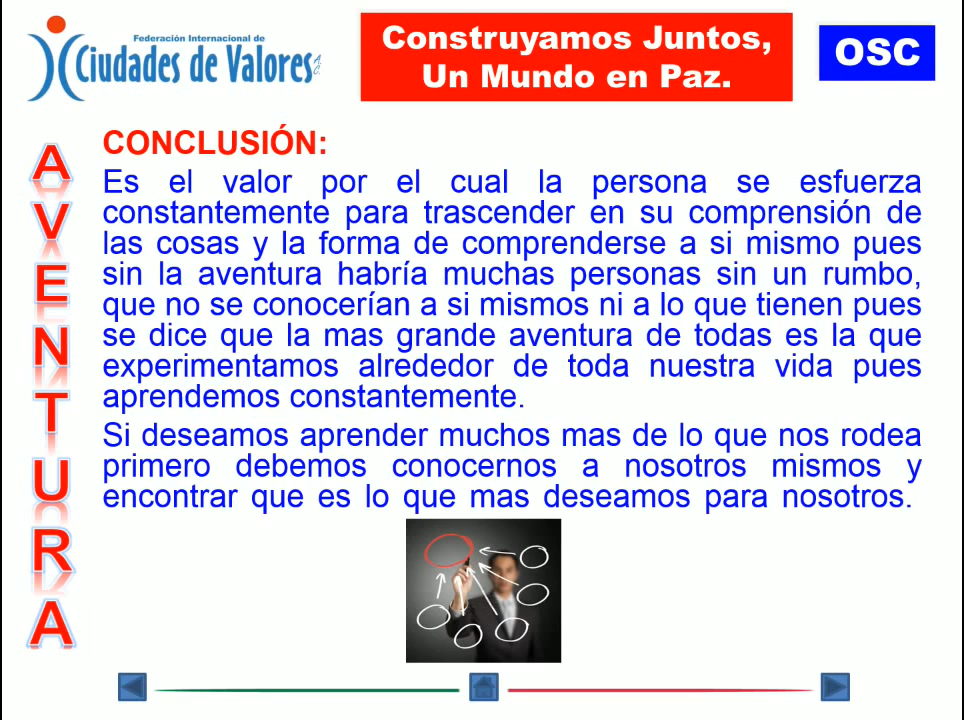 Federación Internacional de
Ciudades de Valores A.C.
Construyamos Juntos,
Un Mundo en Paz.
OSC
AVENTURA
CONCLUSIÓN:
Es el valor por el cual la persona se esfuerza
constantemente para trascender en su comprensión de
las cosas y la forma de comprenderse a si mismo pues
sin la aventura habría muchas personas sin un rumbo,
que no se conocerían a si mismos ni a lo que tienen pues
se dice que la mas grande aventura de todas es la que
experimentamos alrededor de toda nuestra vida pues
aprendemos constantemente.
Si deseamos aprender muchos mas de lo que nos rodea
primero debemos conocernos a nosotros mismos y
encontrar que es lo que mas deseamos para nosotros.